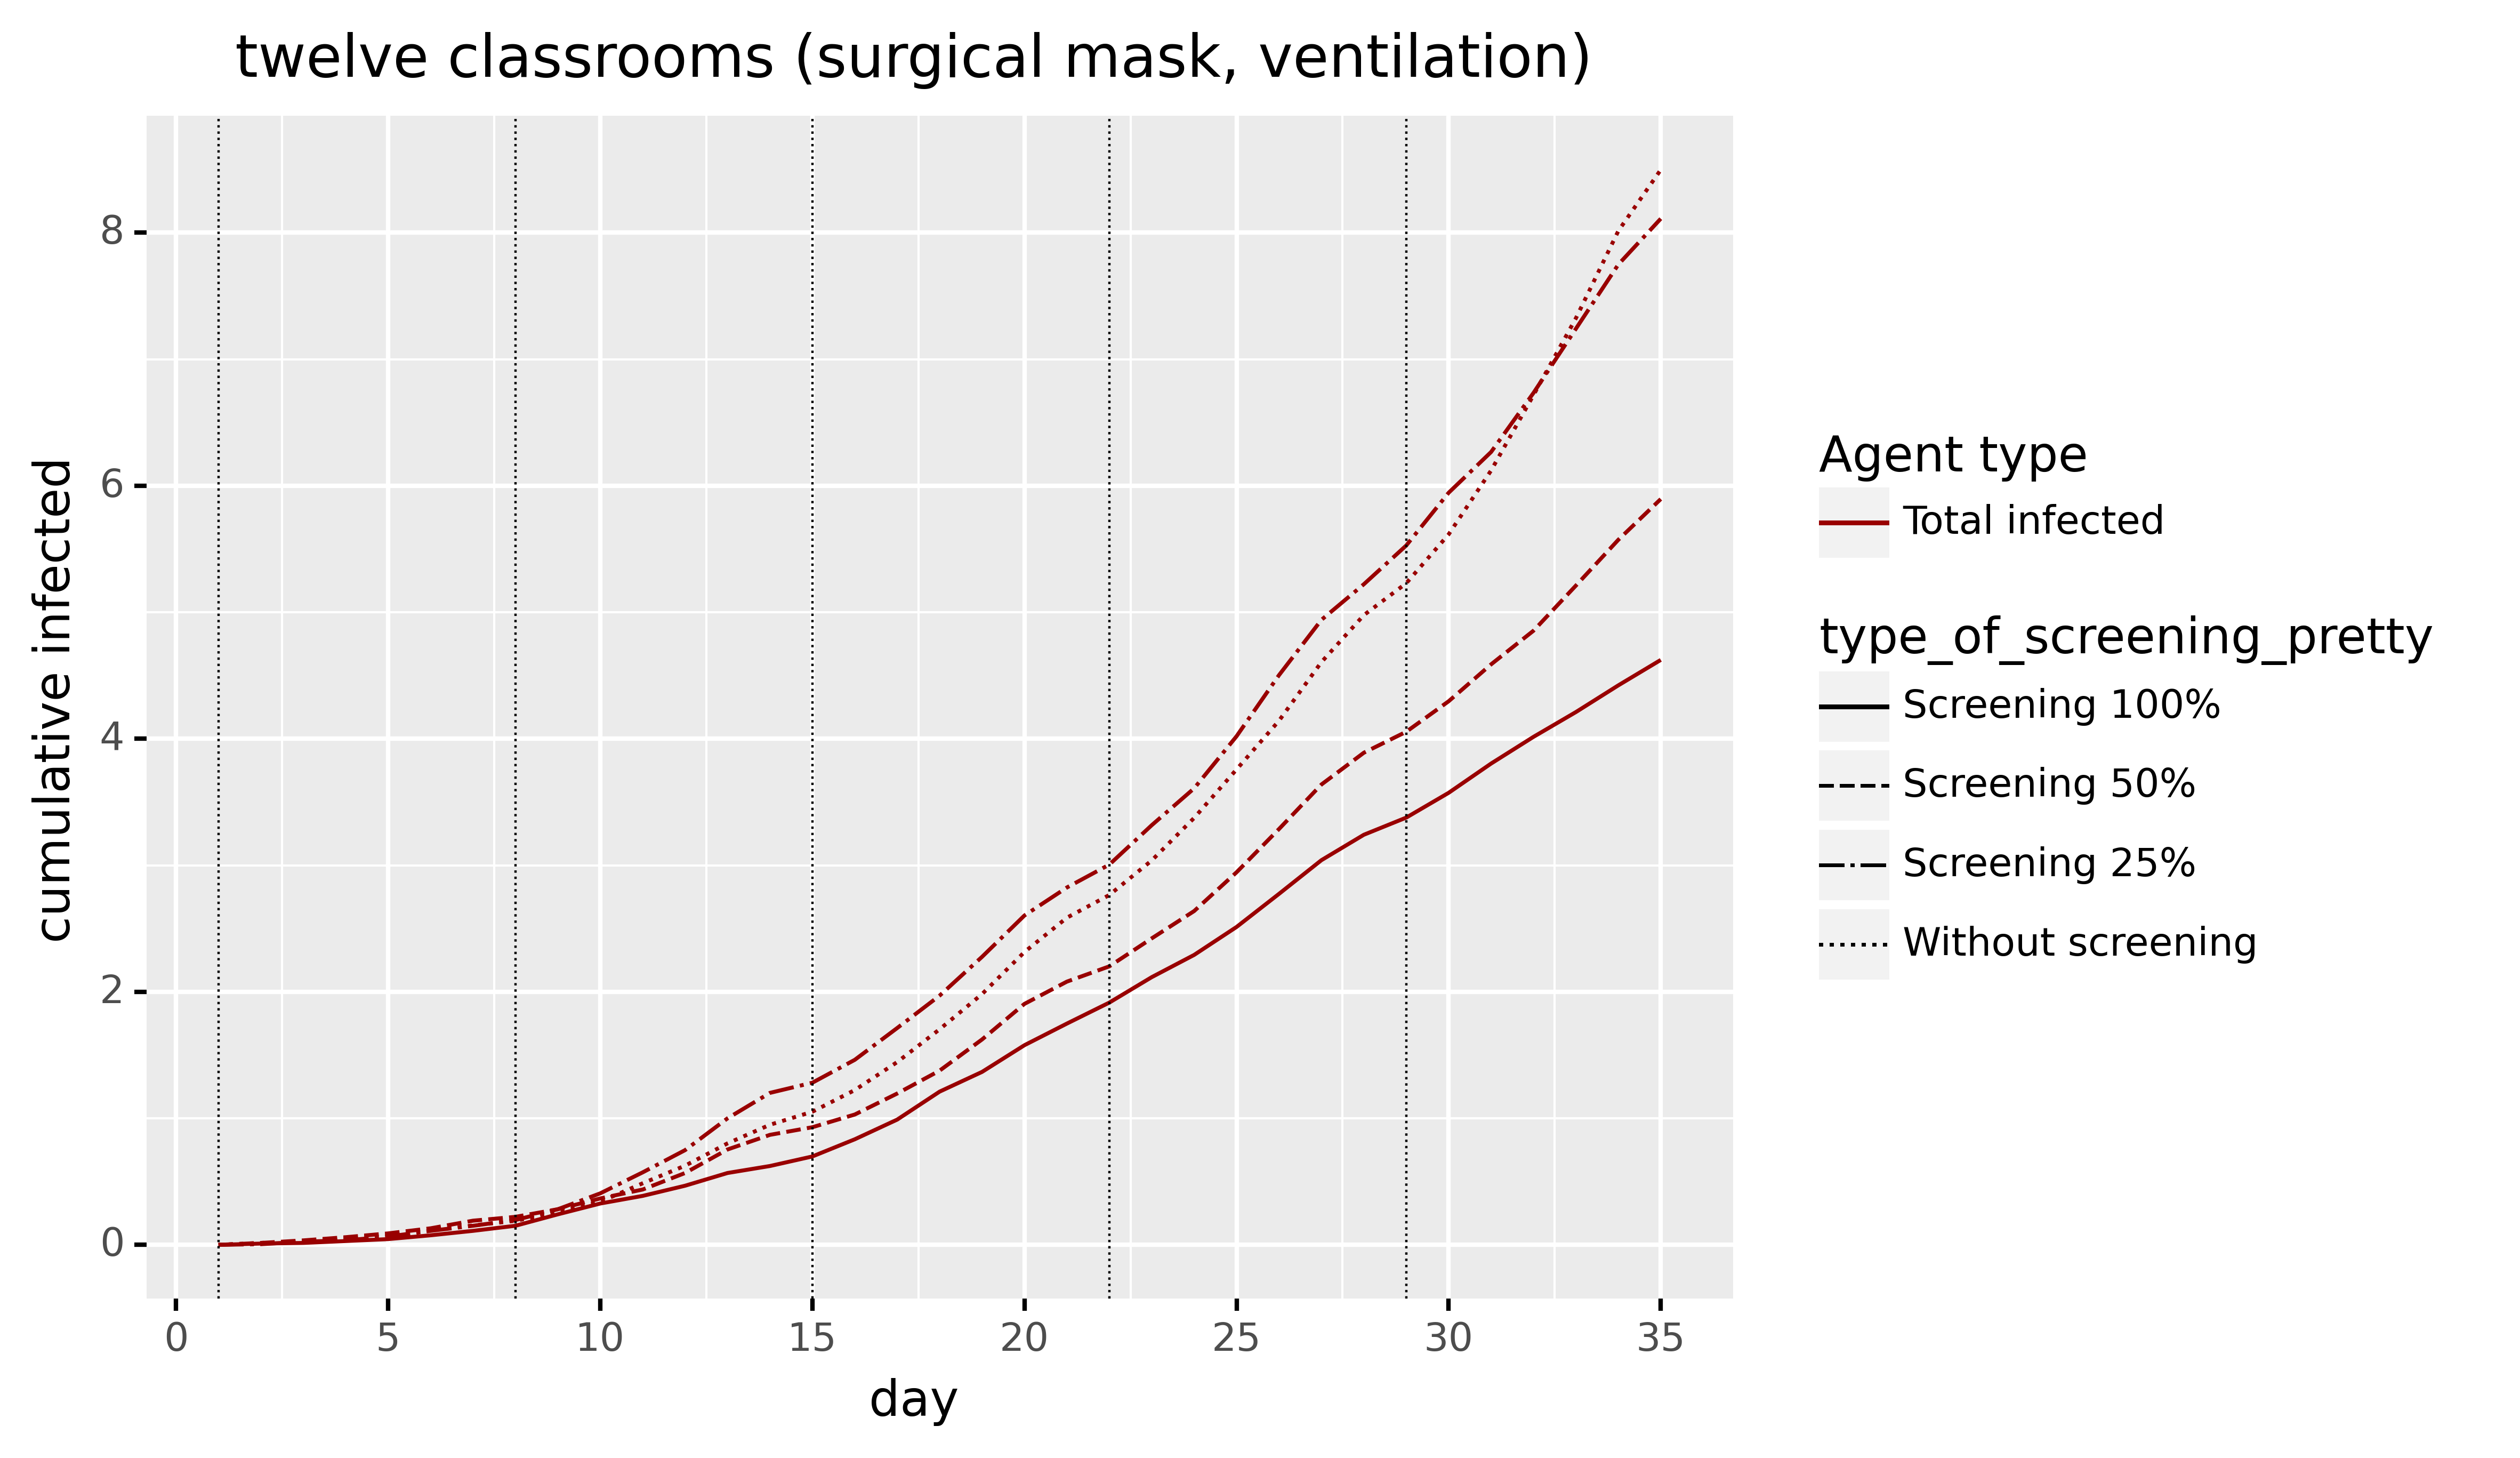 twelve classrooms (surgical mask, ventilation)
cumulative infected
8
6
4
2
0
0 5 10 15 20 25 30 35
day
Agent type
Total infected
type_of_screening_pretty
Screening 100%
Screening 50%
Screening 25%
Without screening